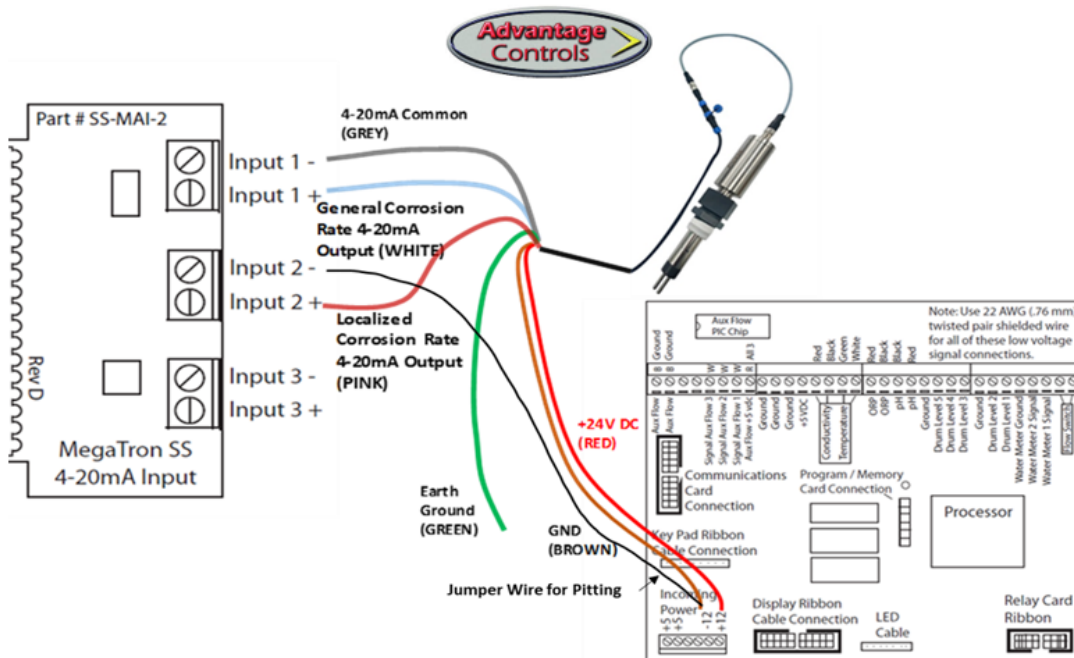 Advantage
Controls
Part # SS-MAI-2
Input 1 -
Input 1 +
Input 2 -
Input 2 +
Input 3 -
Input 3 +
Rev D
MegaTron SS
4-20mA Input
4-20mA Common
(GREY)
General Corrosion
Rate 4-20mA
Output (WHITE)
Localized
Corrosion Rate
4-20mA Output
(PINK)
+24V DC
(RED)
Earth
Ground
(GREEN)
GND
(BROWN)
Jumper Wire for Pitting
Aux Flow
PIC Chip
Note: Use 22 AWG (.76 mm)
twisted pair shielded wire
for all of these low voltage
signal connections.
Ground
Ground
All 3
Red
Black
Green
White
Red
Black
Black
Red
B
B
W
W
W
R
Aux Flow
Aux Flow
Signal Aux Flow 3
Signal Aux Flow 2
Signal Aux Flow 1
Aux Flow +5 vdc
Ground
Ground
Ground
+5 VDC
Conductivity
Temperature
ORP
ORP
pH
pH
Ground
Drum Level 5
Drum Level 4
Drum Level 3
Ground
Drum Level 2
Drum Level 1
Water Meter Ground
Water Meter 2 Signal
Water Meter 1 Signal
Flow Switch
Communications
Card
Connection
Program / Memory
Card Connection
Processor
Key Pad Ribbon
Cable Connection
Incoming
Power
+5
+5
-12
+12
Display Ribbon
Cable Connection
LED
Cable
Relay Card
Ribbon